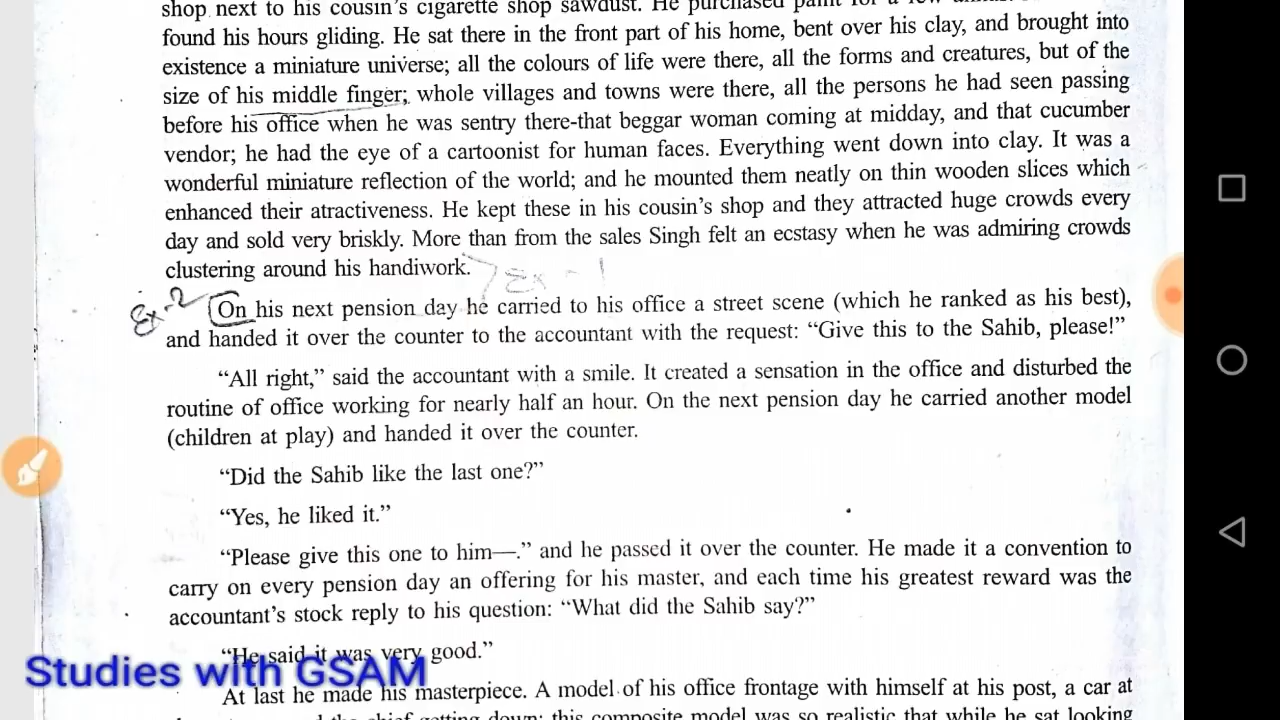 shop next to his cousin's cigarette shop sawdust. He purchased paint for a few
found his hours gliding. He sat there in the front part of his home, bent over his clay, and brought into
existence a miniature universe; all the colours of life were there, all the forms and creatures, but of the
size of his middle finger; whole villages and towns were there, all the persons he had seen passing
before his office when he was sentry there-that beggar woman coming at midday, and that cucumber
vendor; he had the eye of a cartoonist for human faces. Everything went down into clay. It was a
wonderful miniature reflection of the world; and he mounted them neatly on thin wooden slices which
enhanced their atractiveness. He kept these in his cousin's shop and they attracted huge crowds every
day and sold very briskly. More than from the sales Singh felt an ecstasy when he was admiring crowds
clustering around his handiwork. Ex - 1
Ex-2 On his next pension day he carried to his office a street scene (which he ranked as his best),
and handed it over the counter to the accountant with the request: “Give this to the Sahib, please!”
“All right,” said the accountant with a smile. It created a sensation in the office and disturbed the
routine of office working for nearly half an hour. On the next pension day he carried another model
(children at play) and handed it over the counter.
“Did the Sahib like the last one?”
“Yes, he liked it.”
“Please give this one to him—.” and he passed it over the counter. He made it a convention to
carry on every pension day an offering for his master, and each time his greatest reward was the
accountant's stock reply to his question: “What did the Sahib say?”
“He said it was very good.”
Studies with GSAM
At last he made his masterpiece. A model of his office frontage with himself at his post, a car at
the chief getting down; this composite model was so realistic that while he sat looking